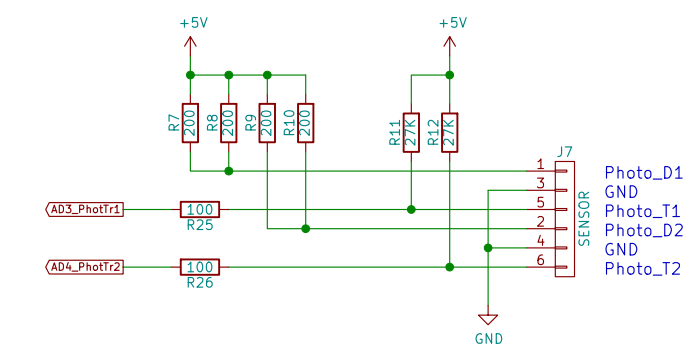 +5V
+5V
R7
200
R8
200
R9
200
R10
200
R11
27K
R12
27K
J7
1
Photo_D1
3
GND
AD3_PhotTr1
100
R25
5
Photo_T1
SENSOR
2
Photo_D2
4
GND
AD4_PhotTr2
100
R26
6
Photo_T2
GND